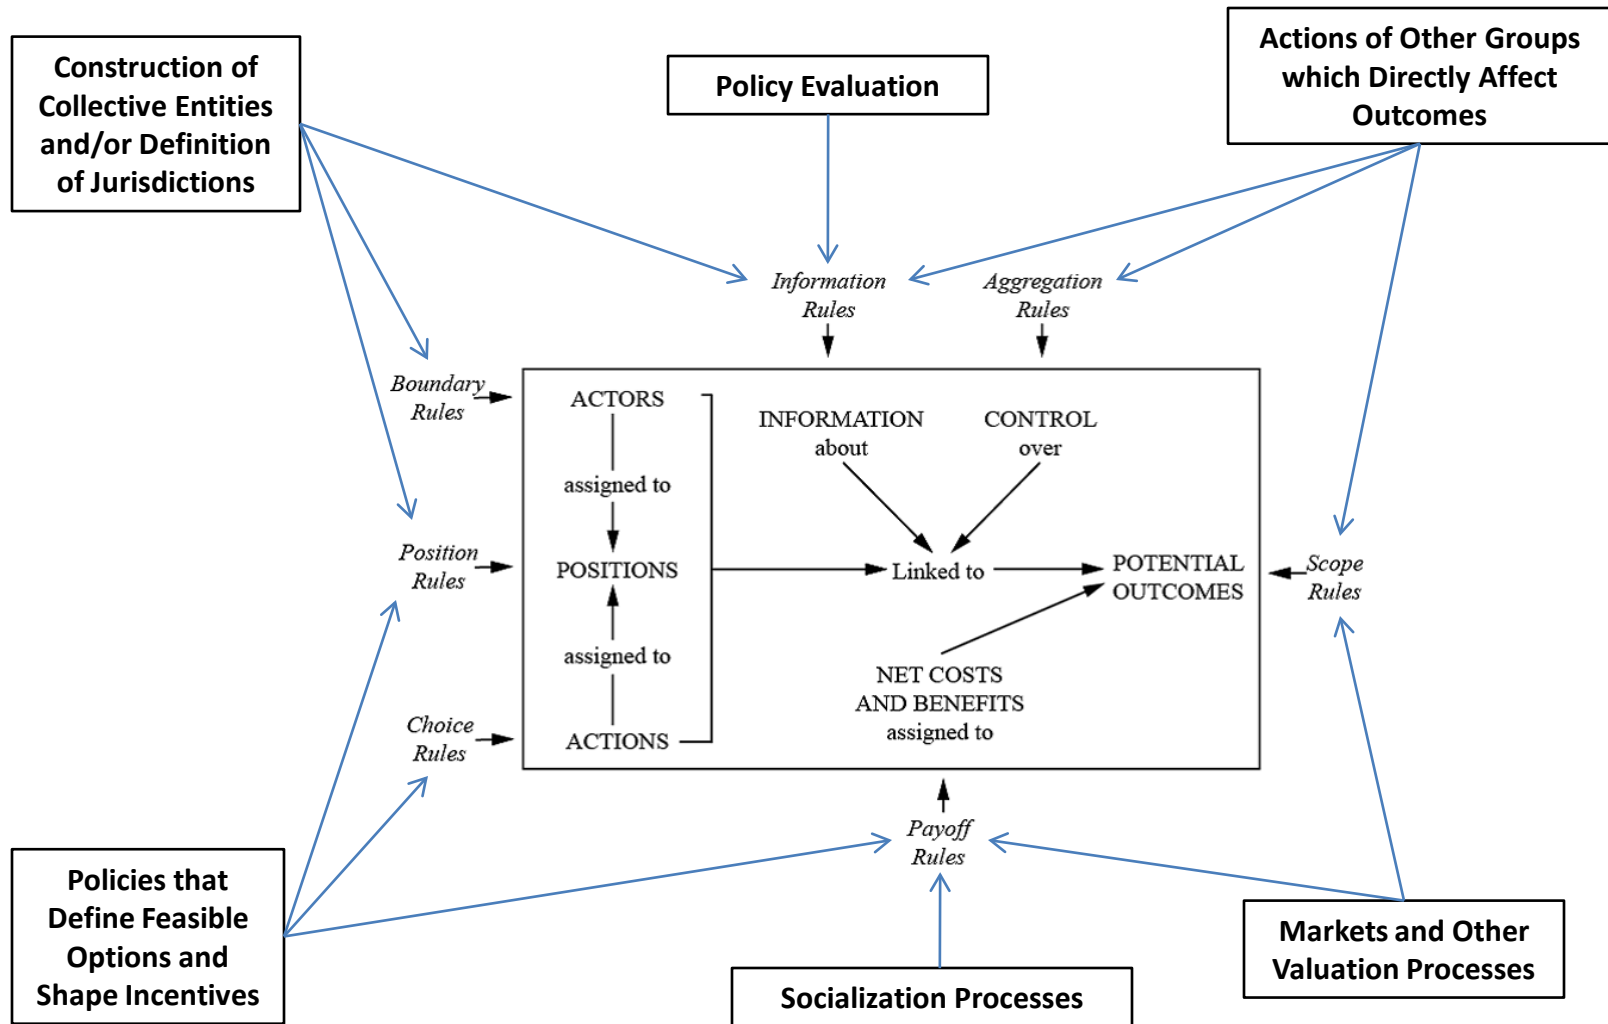 Construction of
Collective Entities
and/or Definition
of Jurisdictions
Policy Evaluation
Actions of Other Groups
which Directly Affect
Outcomes
Information
Rules
Aggregation
Rules
Boundary
Rules
Position
Rules
Choice
Rules
ACTORS
assigned to
POSITIONS
assigned to
ACTIONS
INFORMATION
about
CONTROL
over
Linked to
POTENTIAL
OUTCOMES
NET COSTS
AND BENEFITS
assigned to
Scope
Rules
Payoff
Rules
Policies that
Define Feasible
Options and
Shape Incentives
Socialization Processes
Markets and Other
Valuation Processes